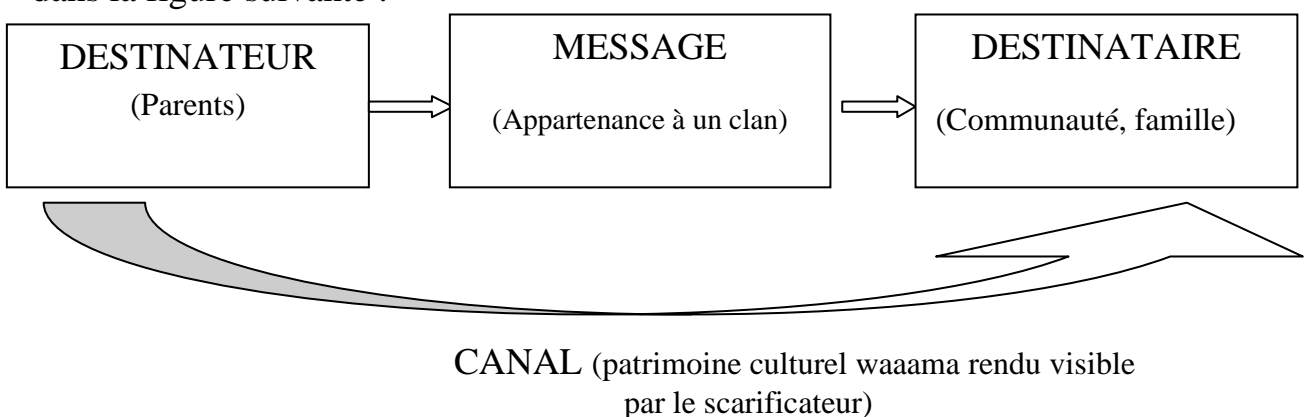 dans la figure suivante :
DESTINATEUR
(Parents)
MESSAGE
(Appartenance à un clan)
DESTINATAIRE
(Communauté, famille)
CANAL (patrimoine culturel waaama rendu visible
par le scarificateur)